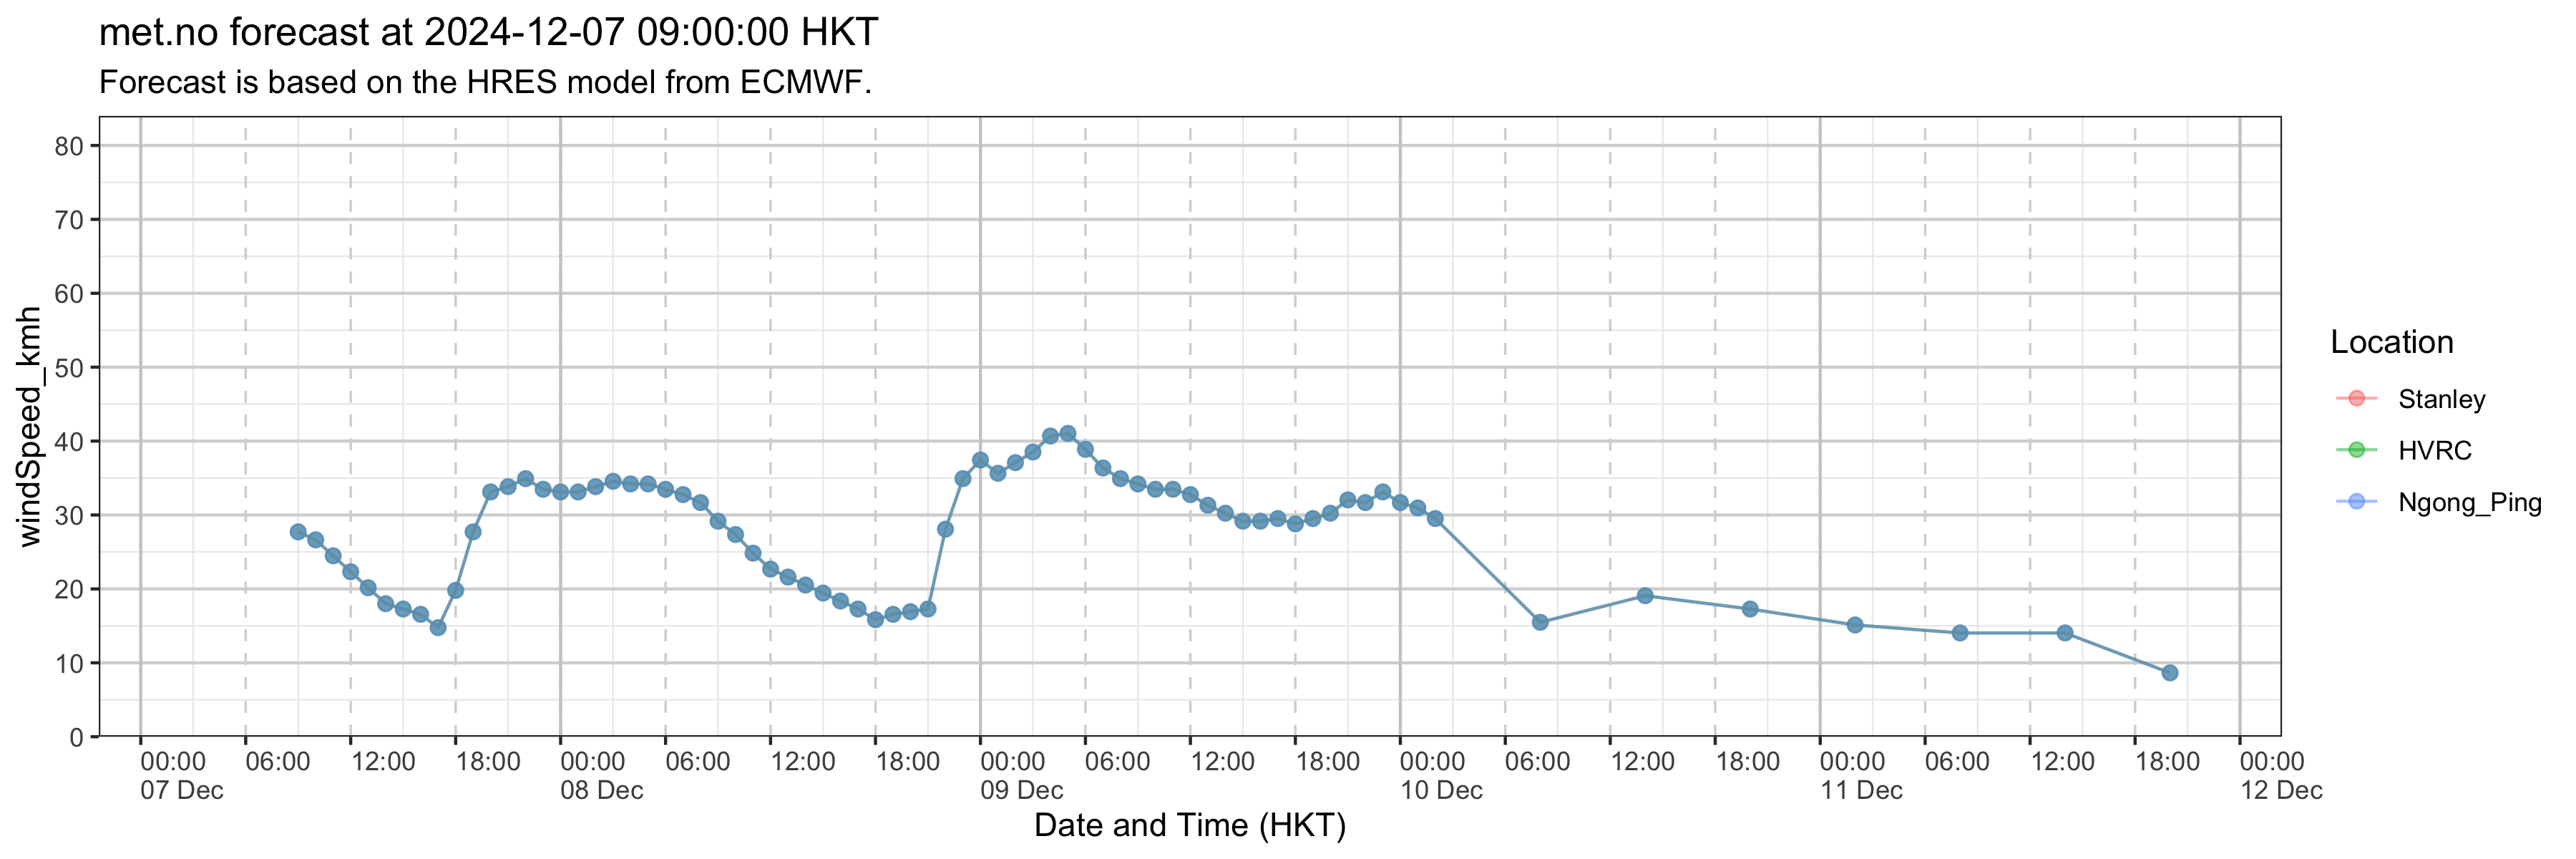 met.no forecast at 2024-12-07 09:00:00 HKT
Forecast is based on the HRES model from ECMWF.
windSpeed_kmh
80
70
60
50
40
30
20
10
0
00:00 06:00 12:00 18:00 00:00 06:00 12:00 18:00 00:00 06:00 12:00 18:00 00:00 06:00 12:00 18:00 00:00 06:00 12:00 18:00 00:00
07 Dec 08 Dec 09 Dec 10 Dec 11 Dec 12 Dec
Date and Time (HKT)
Location
Stanley
HVRC
Ngong_Ping